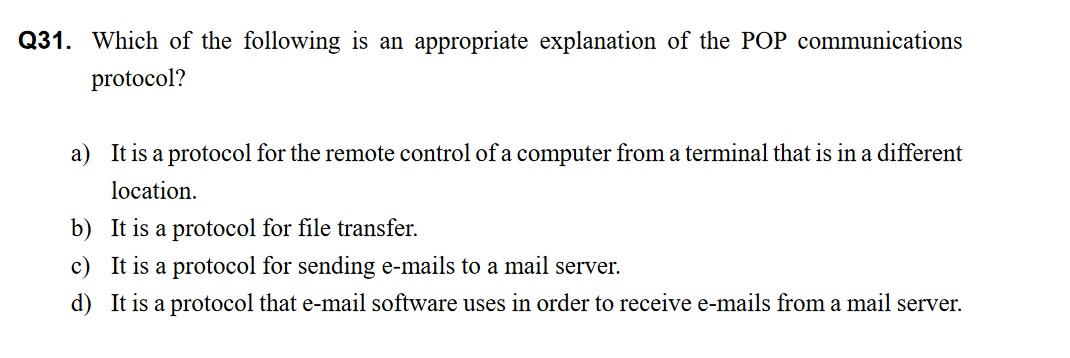 Q31. Which of the following is an appropriate explanation of the POP communications
protocol?
a) It is a protocol for the remote control of a computer from a terminal that is in a different
location.
b) It is a protocol for file transfer.
c) It is a protocol for sending e-mails to a mail server.
d) It is a protocol that e-mail software uses in order to receive e-mails from a mail server.